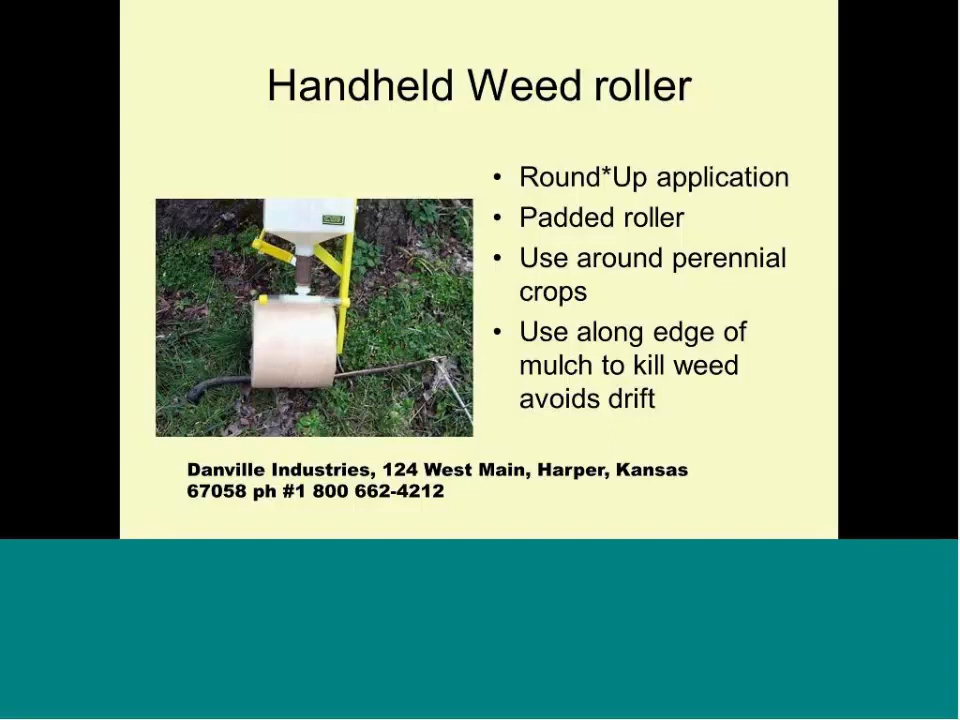 Handheld Weed roller
• Round*Up application
• Padded roller
• Use around perennial
crops
• Use along edge of
mulch to kill weed
avoids drift
Danville Industries, 124 West Main, Harper, Kansas
67058 ph #1 800 662-4212